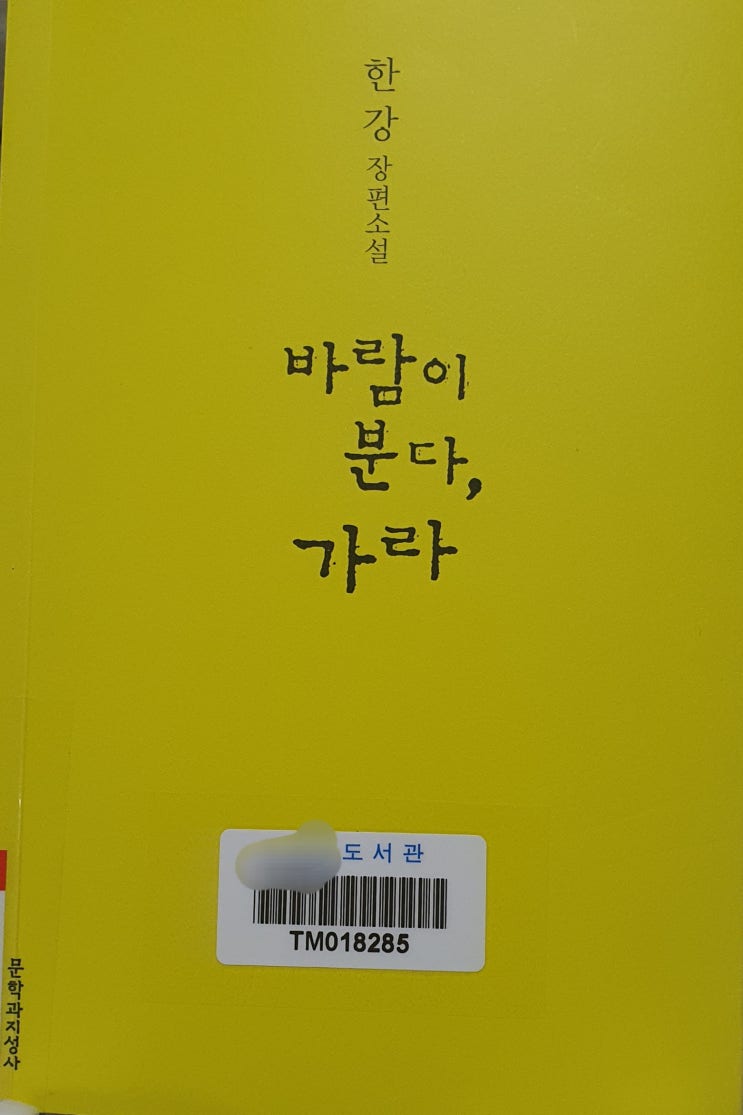 한강 장편소설
바람이
분다,
가라
도서관
TM018285
문학과지성사